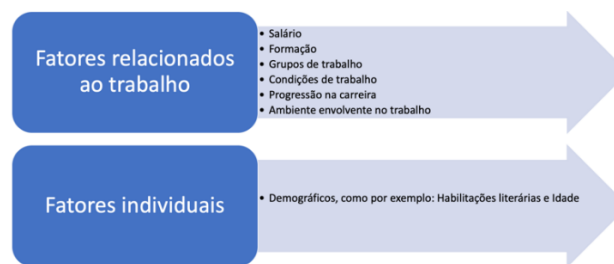 Fatores relacionados
ao trabalho
• Salário
• Formação
• Grupos de trabalho
• Condições de trabalho
• Progressão na carreira
• Ambiente envolvente no trabalho
Fatores individuais
• Demográficos, como por exemplo: Habilitações literárias e Idade